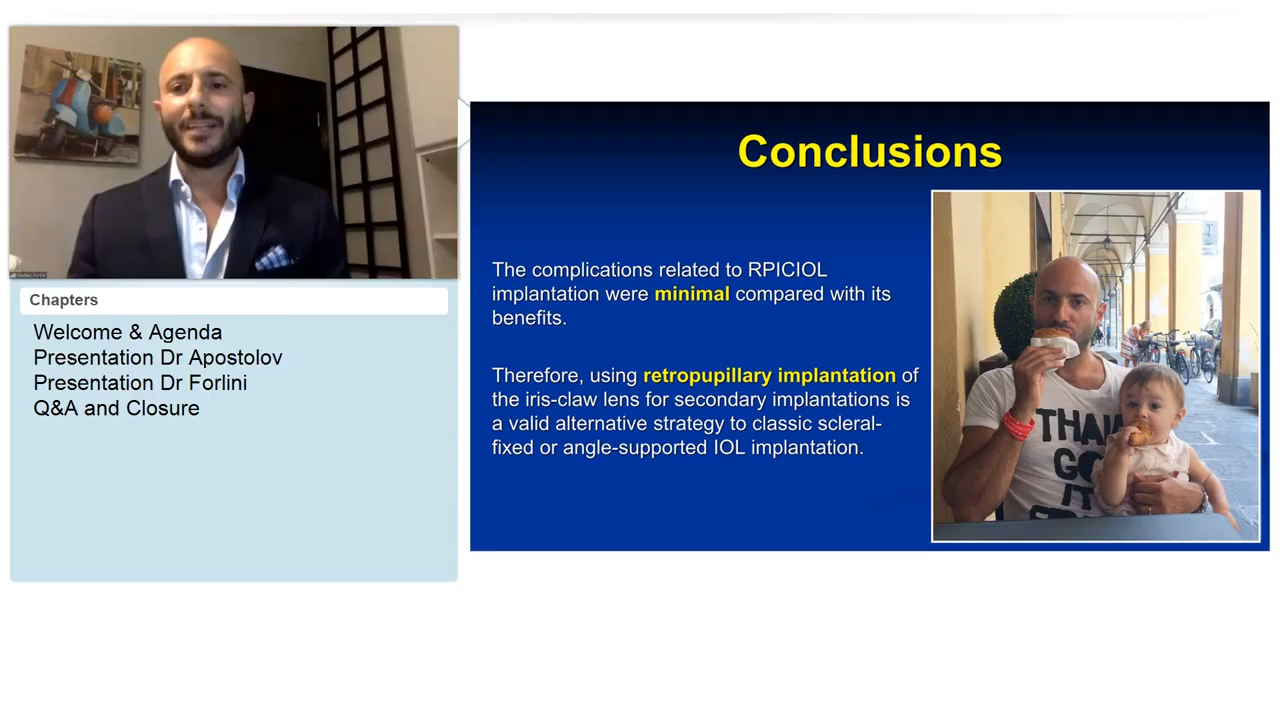 Chapters
Welcome & Agenda
Presentation Dr Apostolov
Presentation Dr Forlini
Q&A and Closure
Conclusions
The complications related to RPICIOL
implantation were minimal compared with its
benefits.
Therefore, using retropupillary implantation of
the iris-claw lens for secondary implantations is
a valid alternative strategy to classic scleral-
fixed or angle-supported IOL implantation.
GO
IT